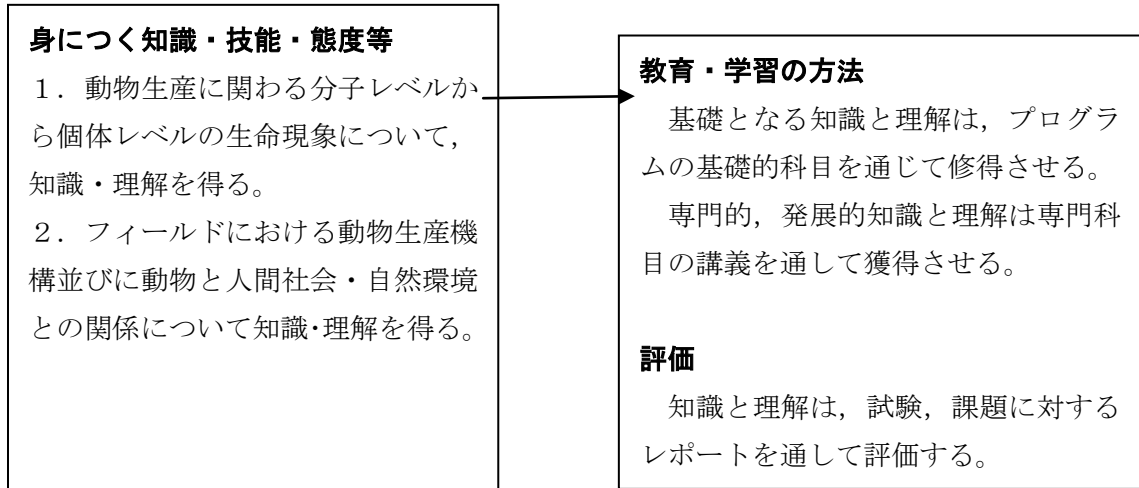 身につく知識・技能・態度等
１．動物生産に関わる分子レベルか
ら個体レベルの生命現象について，
知識・理解を得る。
２．フィールドにおける動物生産機
構並びに動物と人間社会・自然環境
との関係について知識･理解を得る。
教育・学習の方法
　基礎となる知識と理解は，プログラ
ムの基礎的科目を通じて修得させる。
　専門的，発展的知識と理解は専門科
目の講義を通して獲得させる。
評価
　知識と理解は，試験，課題に対する
レポートを通して評価する。